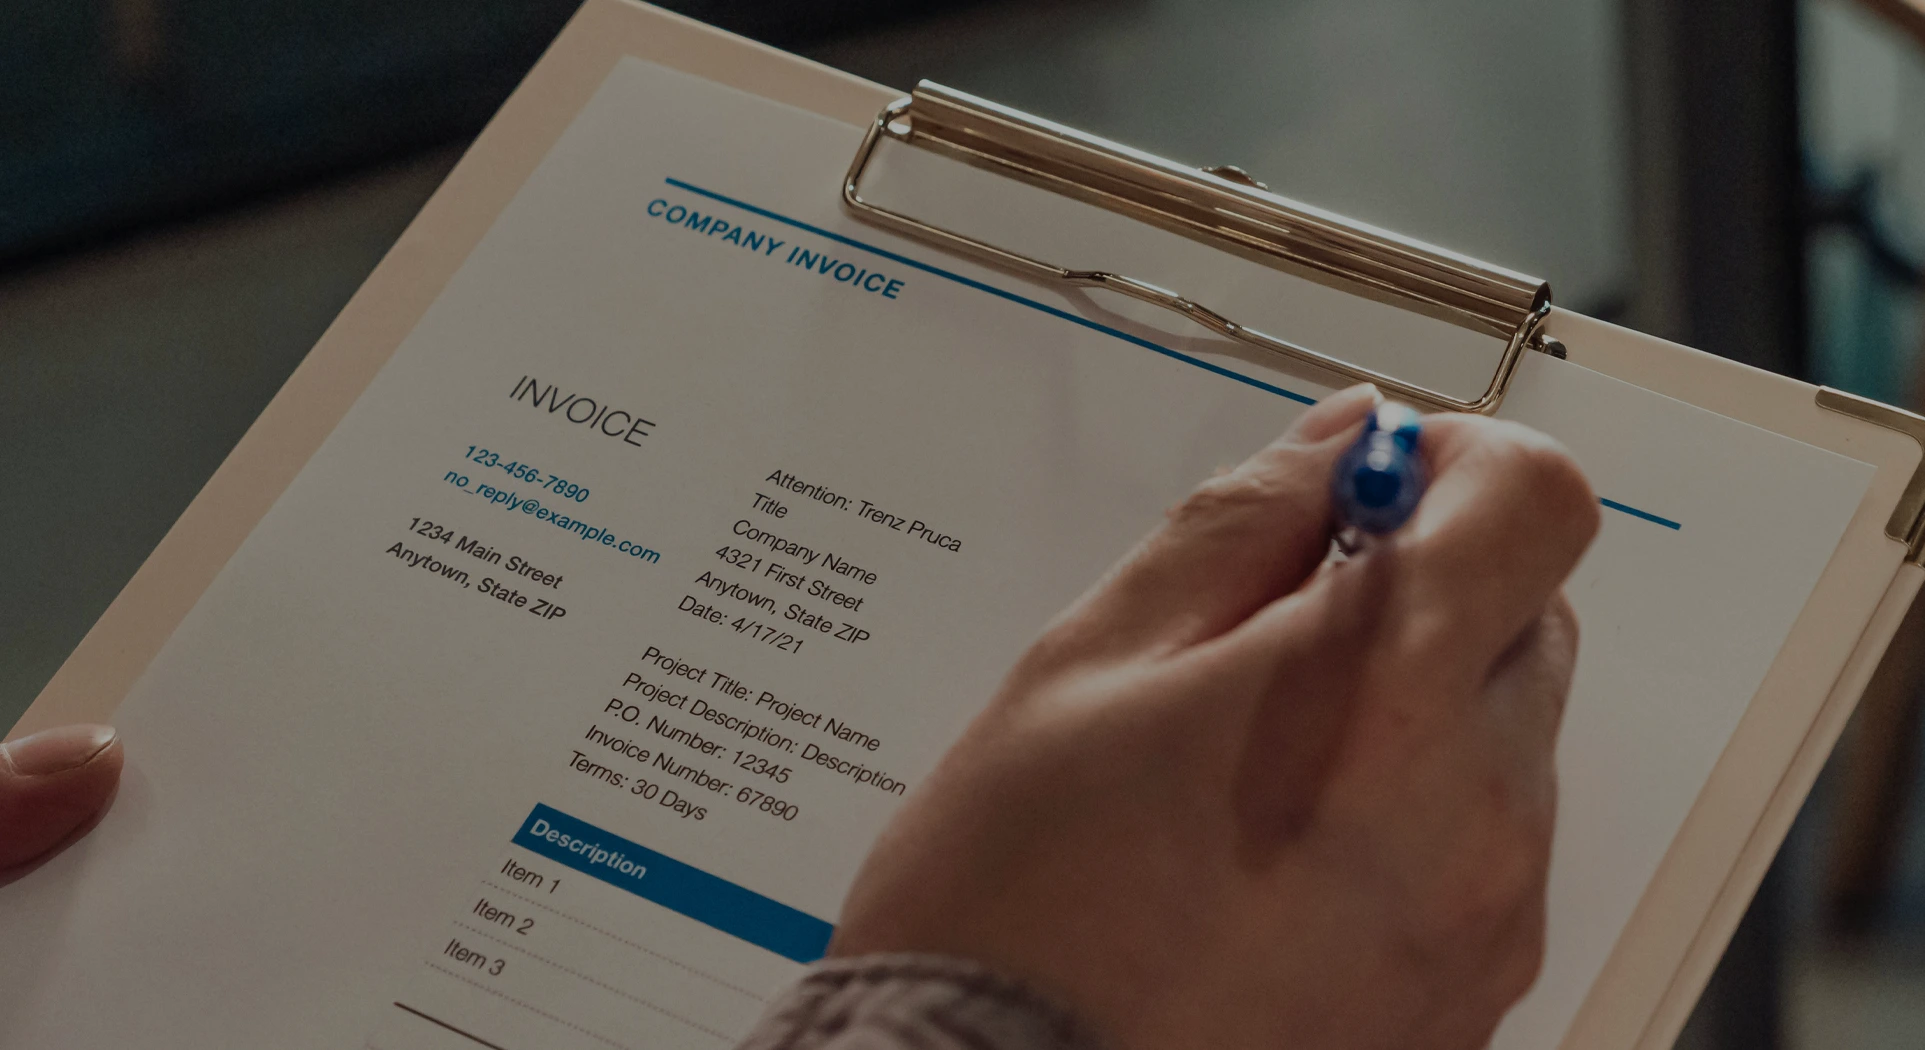 COMPANY INVOICE
INVOICE
123-456-7890
no_reply@example.com
1234 Main Street
Anytown, State ZIP
Attention: Trenz Pruca
Title
Company Name
4321 First Street
Anytown, State ZIP
Date: 4/17/21
Project Title: Project Name
Project Description: Description
P.O. Number: 12345
Invoice Number: 67890
Terms: 30 Days
Description
Item 1
Item 2
Item 3